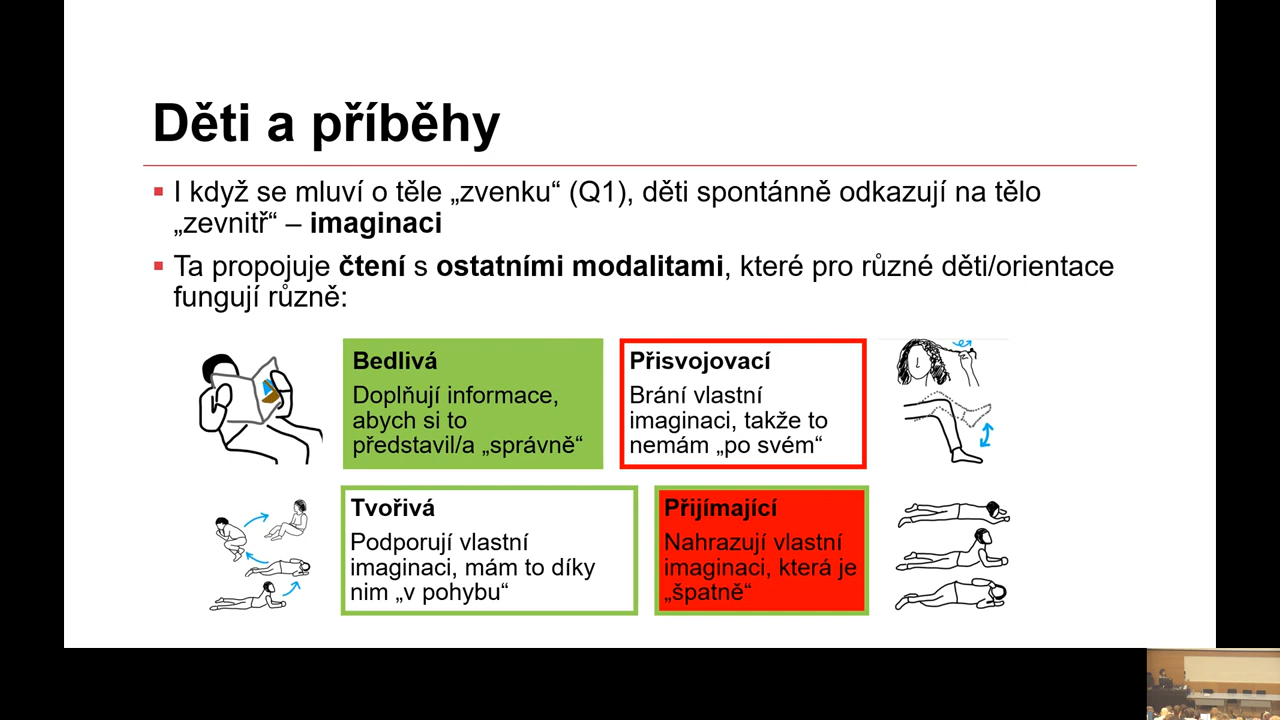 Děti a příběhy
I když se mluví o těle „zvenku“ (Q1), děti spontánně odkazují na tělo
„zevnitř“ – imaginaci
Ta propojuje čtení s ostatními modalitami, které pro různé děti/orientace
fungují různě:
Bedlivá
Doplňují informace,
abych si to
představil/a „správně“
Přisvojovací
Brání vlastní
imaginaci, takže to
nemám „po svém“
Tvořivá
Podporují vlastní
imaginaci, mám to díky
nim „v pohybu“
Přijímající
Nahrazují vlastní
imaginaci, která je
„špatně“